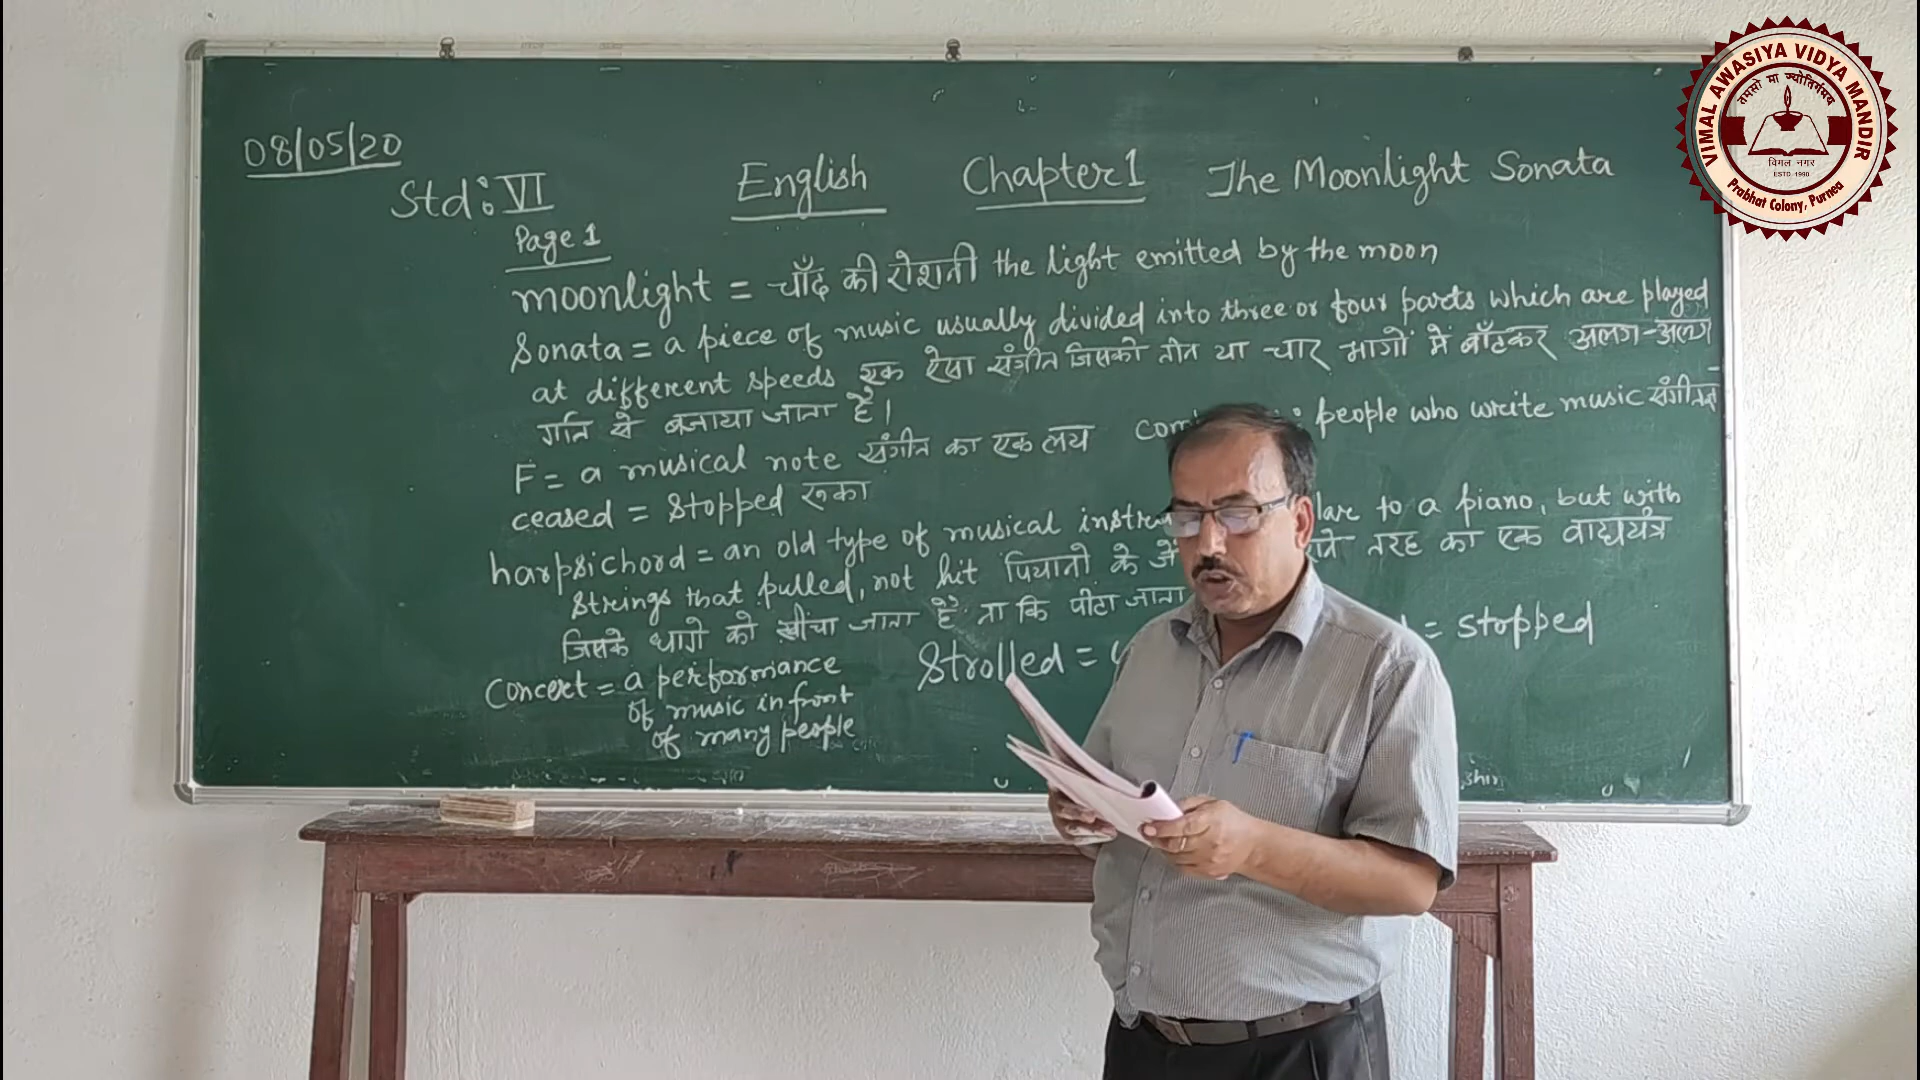 08/05/20
Std: VI English Chapter 1 The Moonlight Sonata
Page 1
moonlight = चाँद की रोशनी the light emitted by the moon
Sonata = a piece of music usually divided into three or four parts which are played
at different speeds एक ऐसा संगीत जिसको तीन या चार भागों में बाँटकर अलग-अलग
गति से बजाया जाता है।
F = a musical note संगीत का एक लय people who write music
ceased = stopped रुका
harpsichord = an old type of musical to a piano, but with
strings that pulled, not hit पियानो के तरह का एक वाद्ययंत्र
जिसके धागे को खींचा जाता है ना कि पीटा जाता
Concert = a performance Strolled = = stopped
of music in front
of many people
VIMAL AWASIYA VIDYA MANDIR
तमसो मा ज्योतिर्गमय
विमल नगर
ESTD. 1990
Prabhat Colony, Purnea